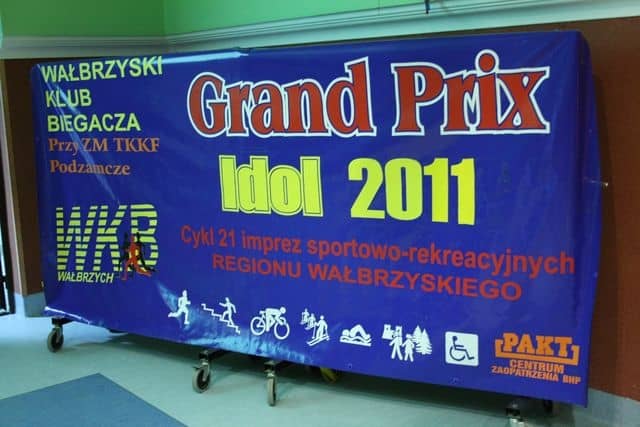 WAŁBRZYSKI
KLUB
BIEGACZA
Przy ZM TKKF
Podzamcze
Grand Prix
Idol 2011
Cykl 21 imprez sportowo-rekreacyjnych
REGIONU WAŁBRZYSKIEGO
WKB
WAŁBRZYCH
PAKT
CENTRUM
ZAOPATRZENIA BHP